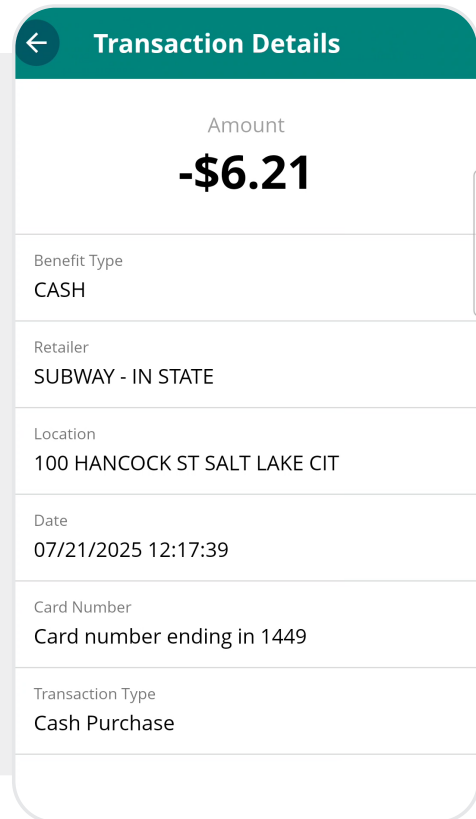 Transaction Details
Amount
-$6.21
Benefit Type
CASH
Retailer
SUBWAY - IN STATE
Location
100 HANCOCK ST SALT LAKE CIT
Date
07/21/2025 12:17:39
Card Number
Card number ending in 1449
Transaction Type
Cash Purchase